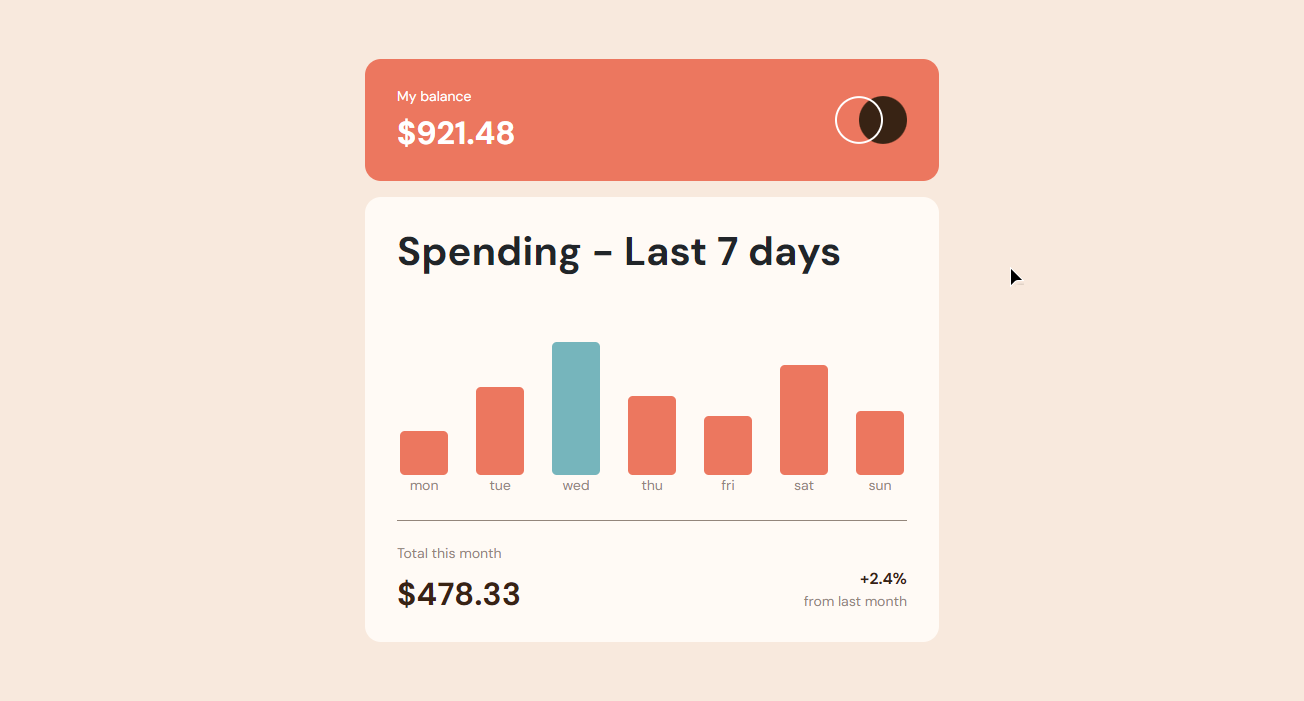 My balance
$921.48
Spending - Last 7 days
mon tue wed thu fri sat sun
Total this month
$478.33
+2.4%
from last month